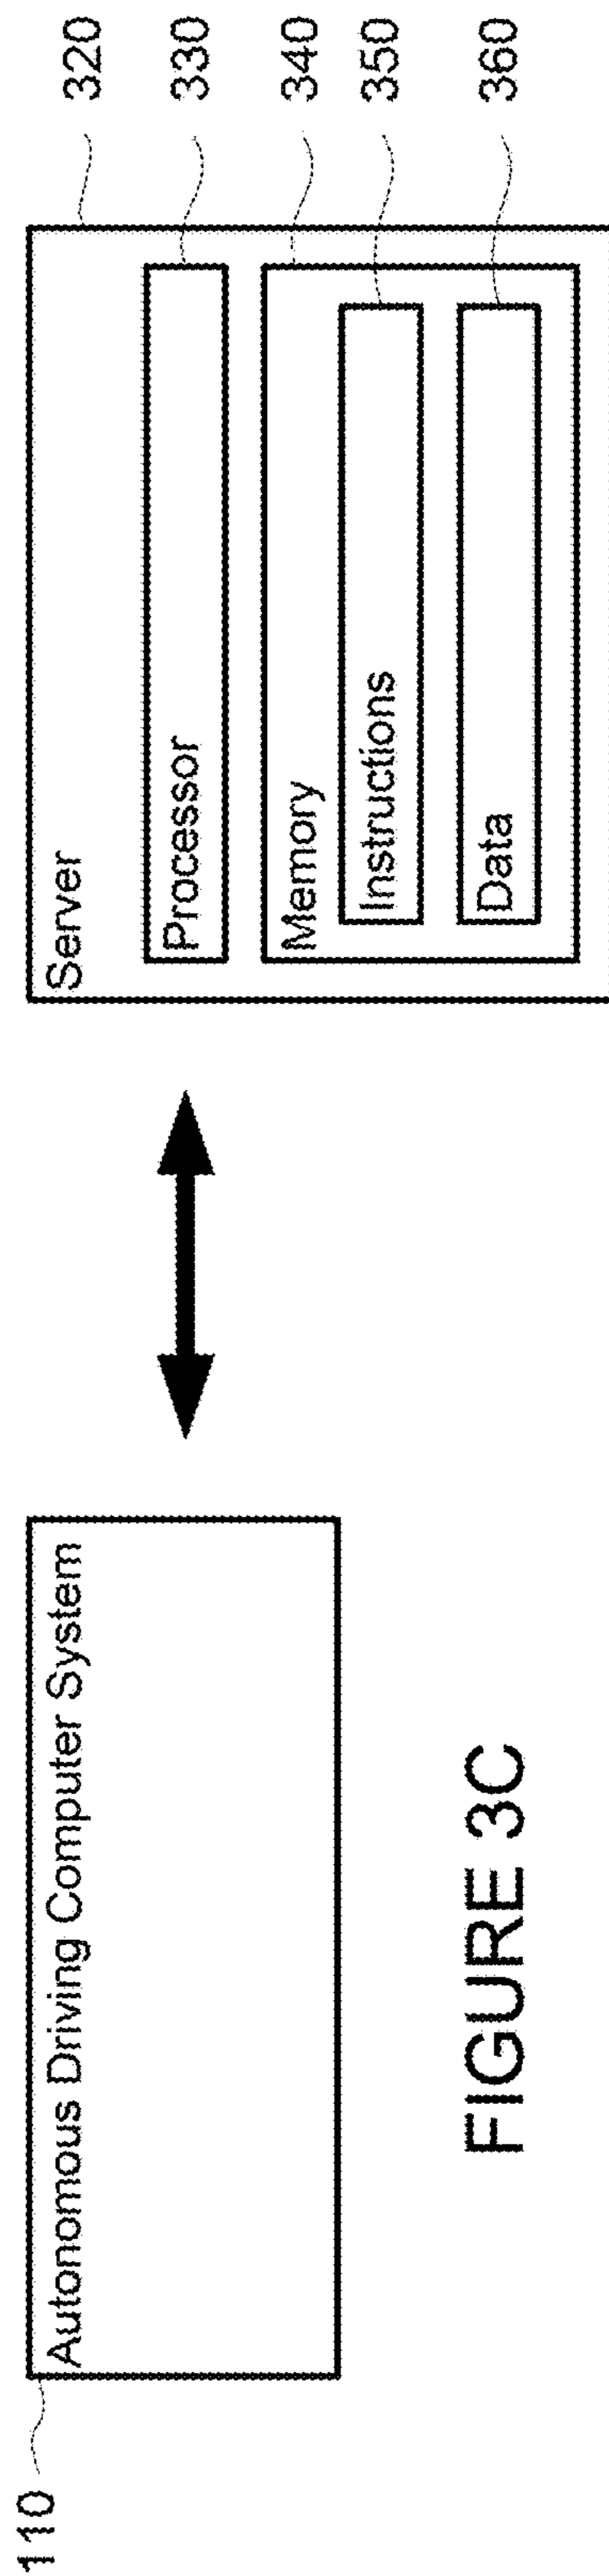 110
Autonomous Driving Computer System
Server
320
Processor
330
Memory
340
Instructions
350
Data
360
FIGURE 3C